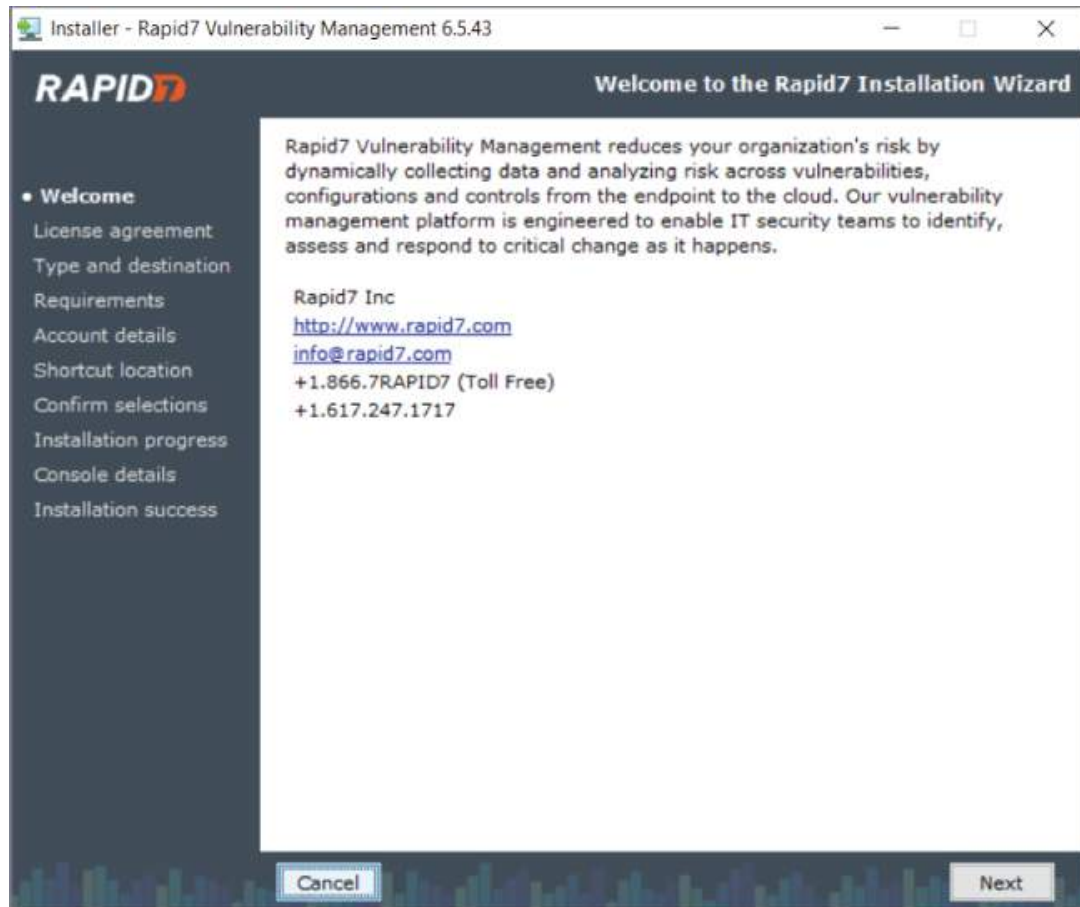 Installer - Rapid7 Vulnerability Management 6.5.43
RAPID7
Welcome to the Rapid7 Installation Wizard
• Welcome
License agreement
Type and destination
Requirements
Account details
Shortcut location
Confirm selections
Installation progress
Console details
Installation success
Rapid7 Vulnerability Management reduces your organization's risk by
dynamically collecting data and analyzing risk across vulnerabilities,
configurations and controls from the endpoint to the cloud. Our vulnerability
management platform is engineered to enable IT security teams to identify,
assess and respond to critical change as it happens.
Rapid7 Inc
http://www.rapid7.com
info@rapid7.com
+1.866.7RAPID7 (Toll Free)
+1.617.247.1717
Cancel
Next